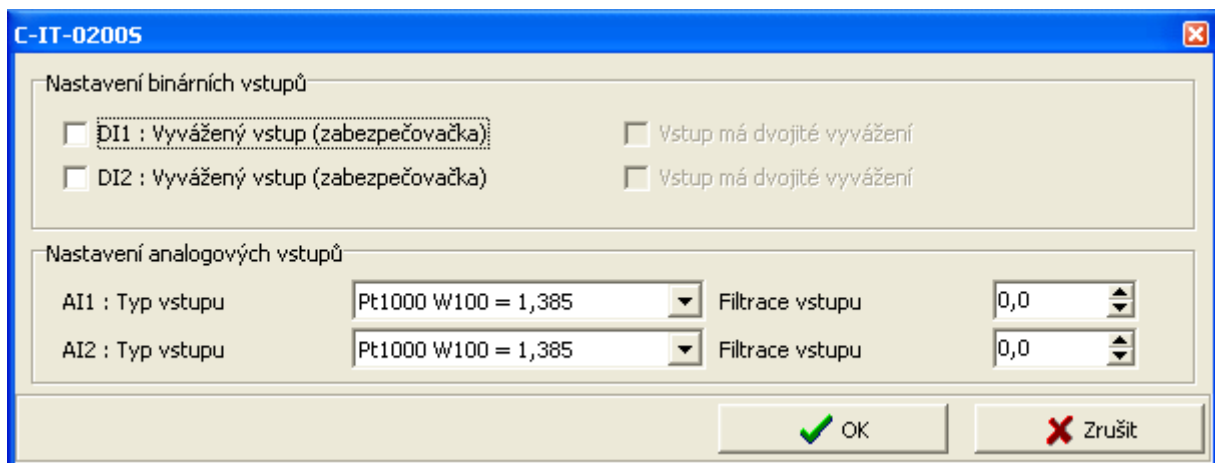 C-IT-0200S
Nastavení binárních vstupů
DI1 : Vyvážený vstup (zabezpečovačka) Vstup má dvojité vyvážení
DI2 : Vyvážený vstup (zabezpečovačka) Vstup má dvojité vyvážení
Nastavení analogových vstupů
AI1 : Typ vstupu Pt1000 W100 = 1,385 Filtrace vstupu 0,0
AI2 : Typ vstupu Pt1000 W100 = 1,385 Filtrace vstupu 0,0
OK Zrušit